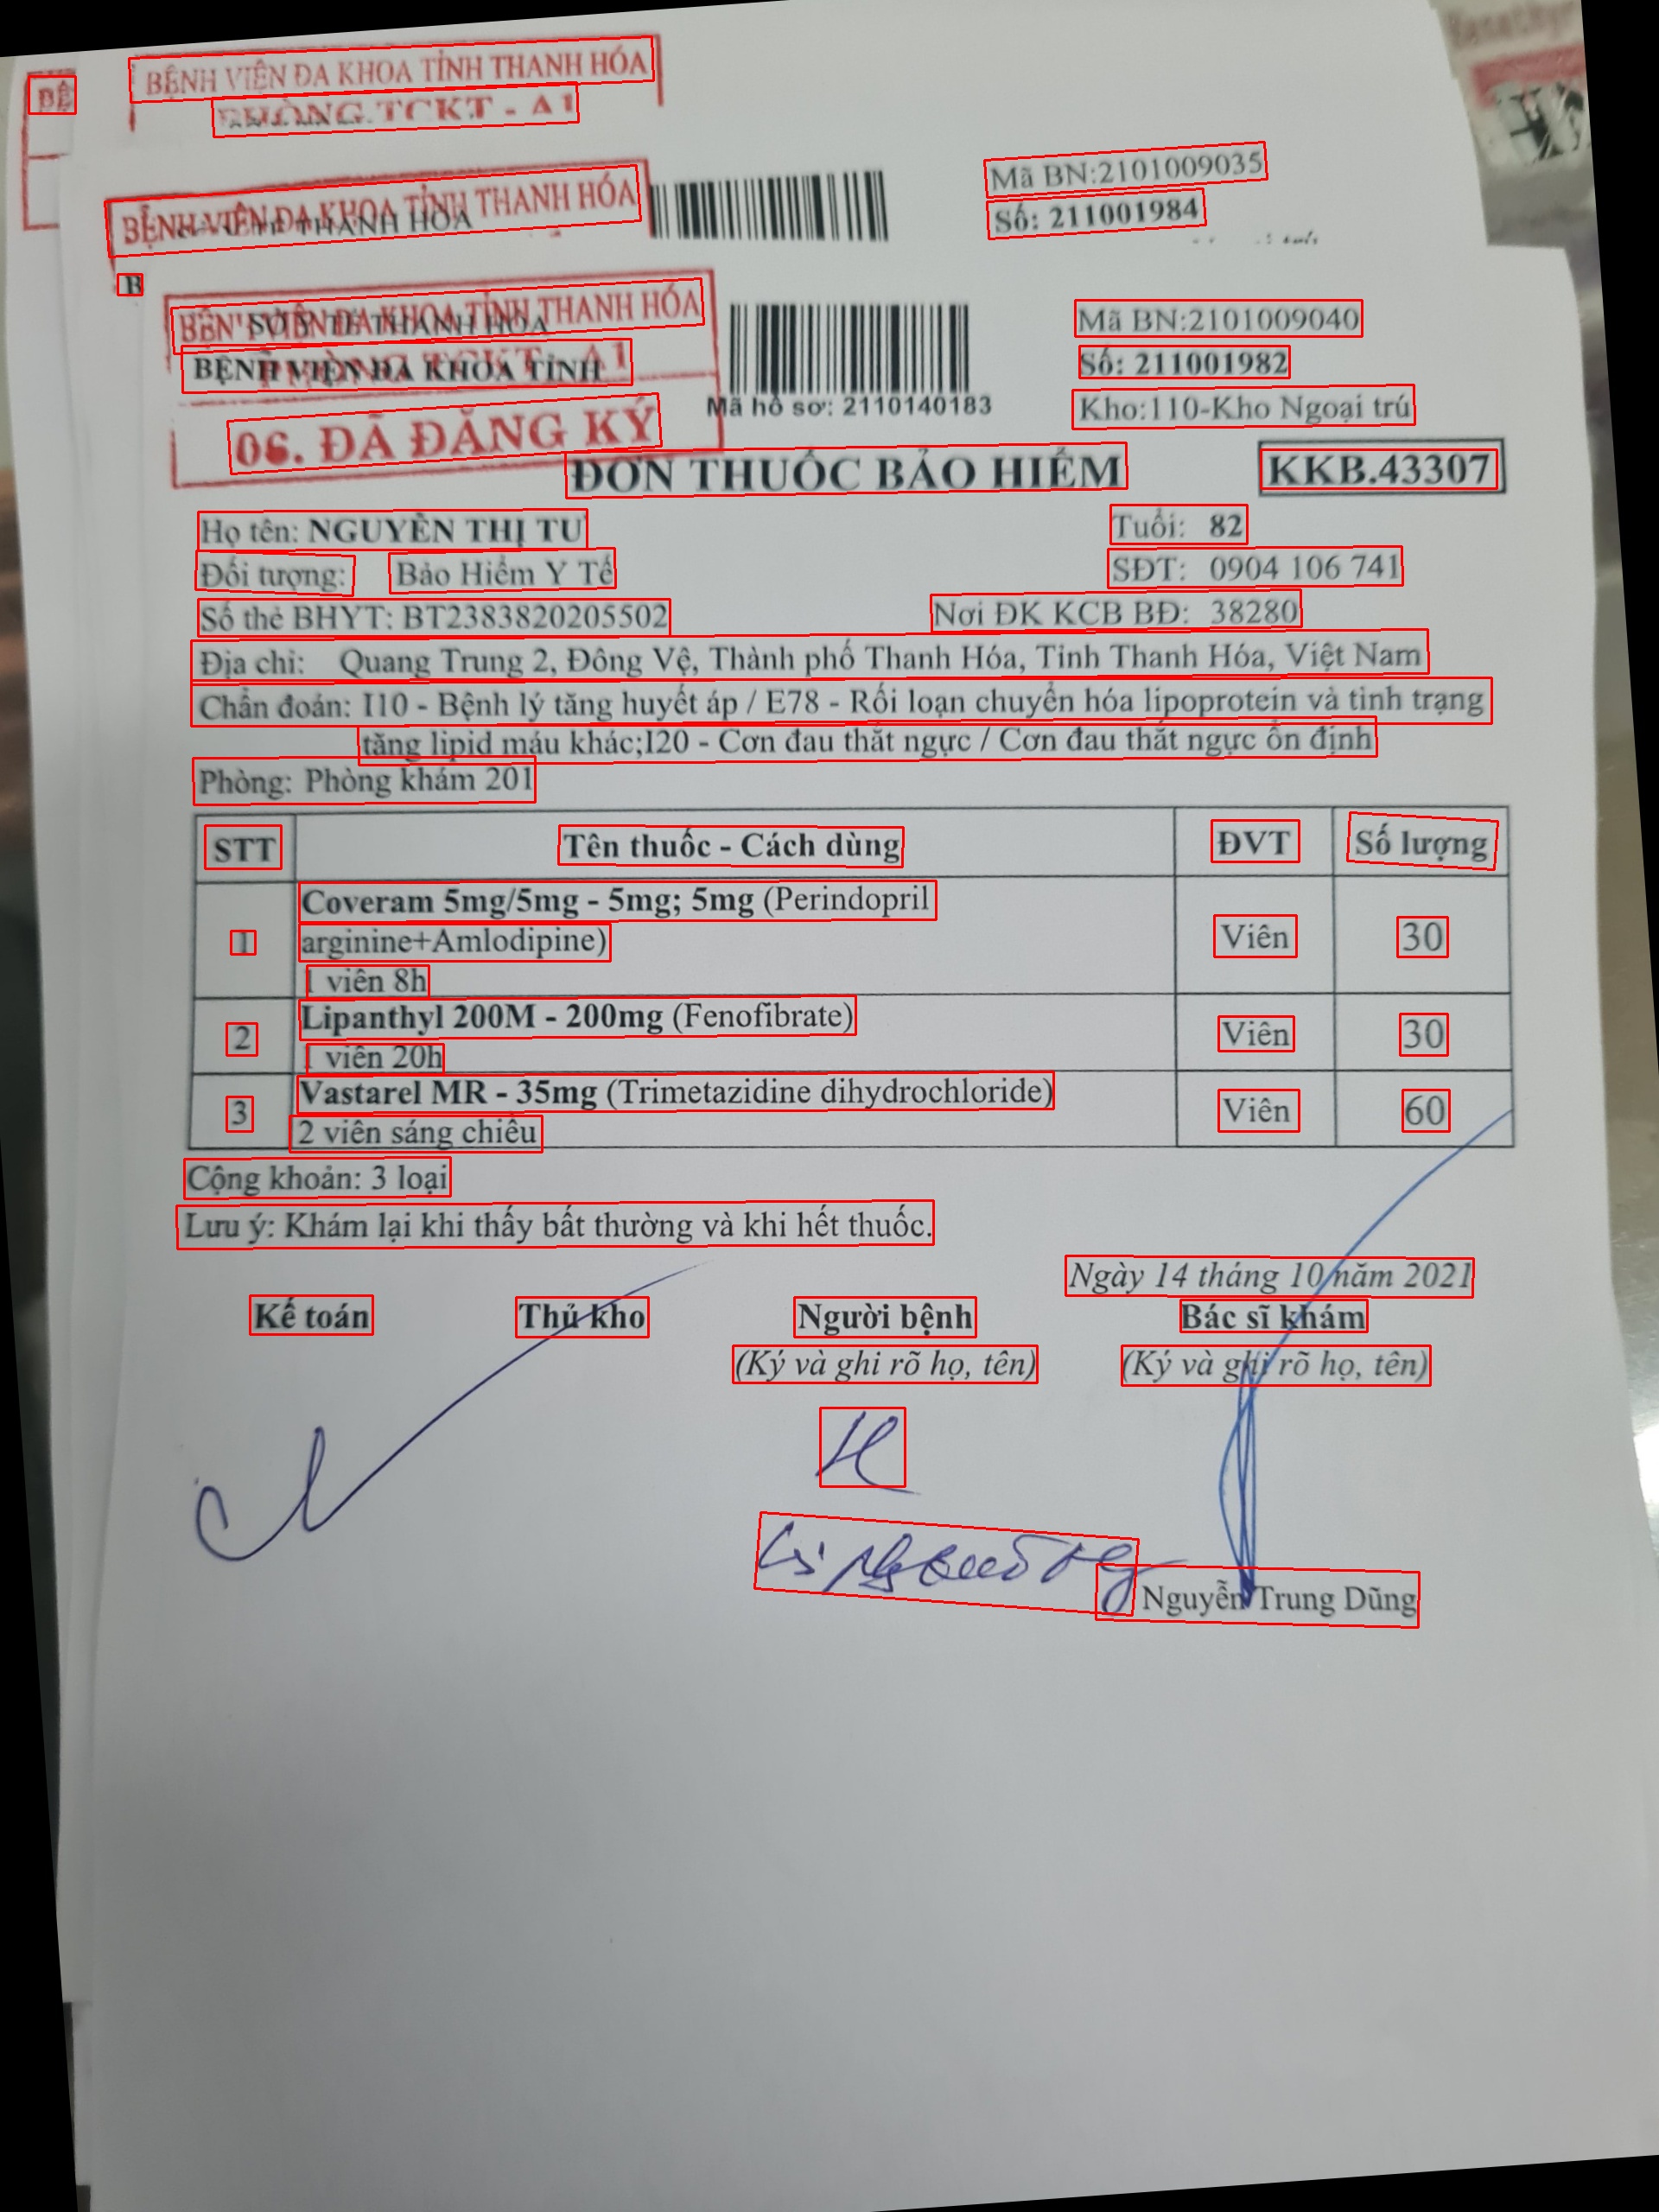 BỆNH VIỆN ĐA KHOA TỈNH THANH HÓA
BỆ
PHÒNG TCKT - A1
Mã BN:2101009035
BỆNH VIỆN ĐA KHOA TỈNH THANH HÓA
THANH HÓA
Số: 211001984
B
BỆNH VIỆN ĐA KHOA TỈNH THANH HÓA
SỞ Y TẾ THANH HÓA
Mã BN:2101009040
PHÒNG TCKT - A1
BỆNH VIỆN ĐA KHOA TỈNH
Số: 211001982
Mã hồ sơ: 2110140183
Kho:110-Kho Ngoại trú
06. ĐÃ ĐĂNG KÝ
ĐƠN THUỐC BẢO HIỂM KKB.43307
Họ tên: NGUYỄN THỊ TƯ Tuổi: 82
Đối tượng: Bảo Hiểm Y Tế SĐT: 0904 106 741
Số thẻ BHYT: BT2383820205502 Nơi ĐK KCB BĐ: 38280
Địa chỉ: Quang Trung 2, Đông Vệ, Thành phố Thanh Hóa, Tỉnh Thanh Hóa, Việt Nam
Chẩn đoán: I10 - Bệnh lý tăng huyết áp / E78 - Rối loạn chuyển hóa lipoprotein và tình trạng
tăng lipid máu khác;I20 - Cơn đau thắt ngực / Cơn đau thắt ngực ổn định
Phòng: Phòng khám 201
STT Tên thuốc - Cách dùng ĐVT Số lượng
Coveram 5mg/5mg - 5mg; 5mg (Perindopril
1 arginine+Amlodipine) Viên 30
1 viên 8h
Lipanthyl 200M - 200mg (Fenofibrate)
2 Viên 30
1 viên 20h
Vastarel MR - 35mg (Trimetazidine dihydrochloride)
3 Viên 60
2 viên sáng chiều
Cộng khoản: 3 loại
Lưu ý: Khám lại khi thấy bất thường và khi hết thuốc.
Ngày 14 tháng 10 năm 2021
Kế toán Thủ kho Người bệnh Bác sĩ khám
(Ký và ghi rõ họ, tên) (Ký và ghi rõ họ, tên)
Nguyễn Trung Dũng